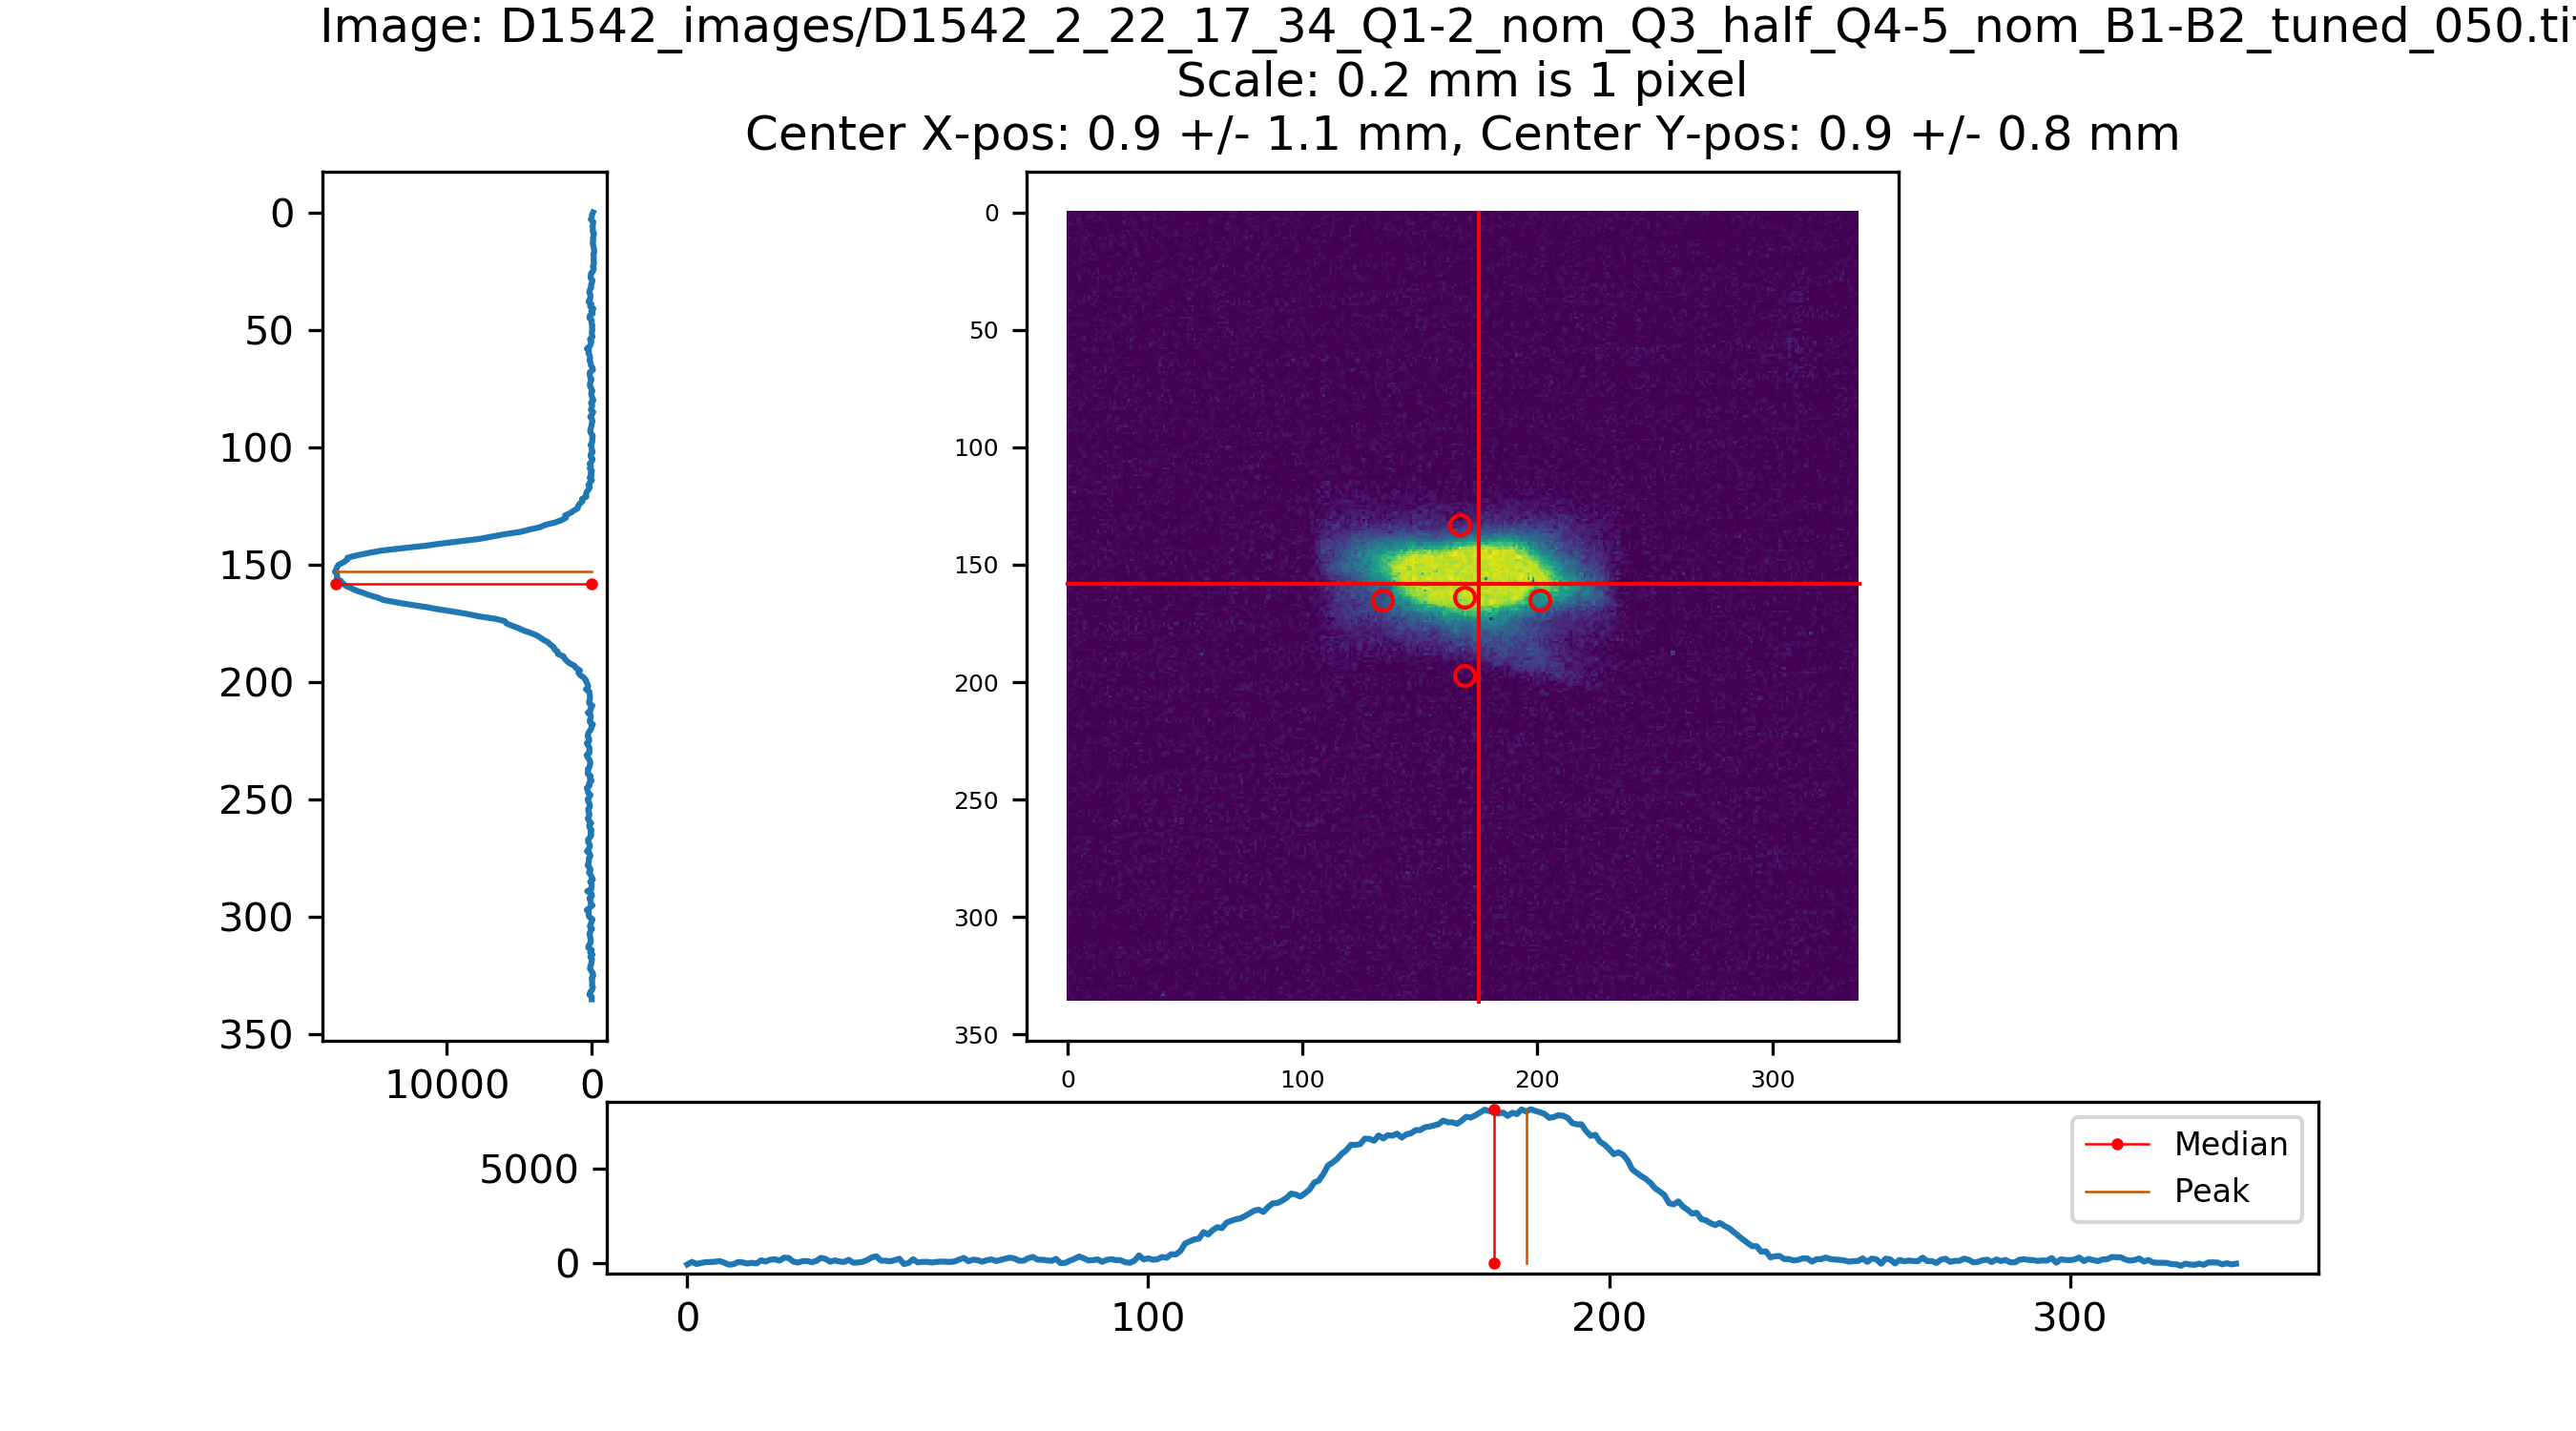 Image: D1542_images/D1542_2_22_17_34_Q1-2_nom_Q3_half_Q4-5_nom_B1-B2_tuned_050.ti
Scale: 0.2 mm is 1 pixel
Center X-pos: 0.9 +/- 1.1 mm, Center Y-pos: 0.9 +/- 0.8 mm
0
50
100
150
200
250
300
350
10000 0
0
50
100
150
200
250
300
350
0 100 200 300
5000
0
0 100 200 300
Median
Peak